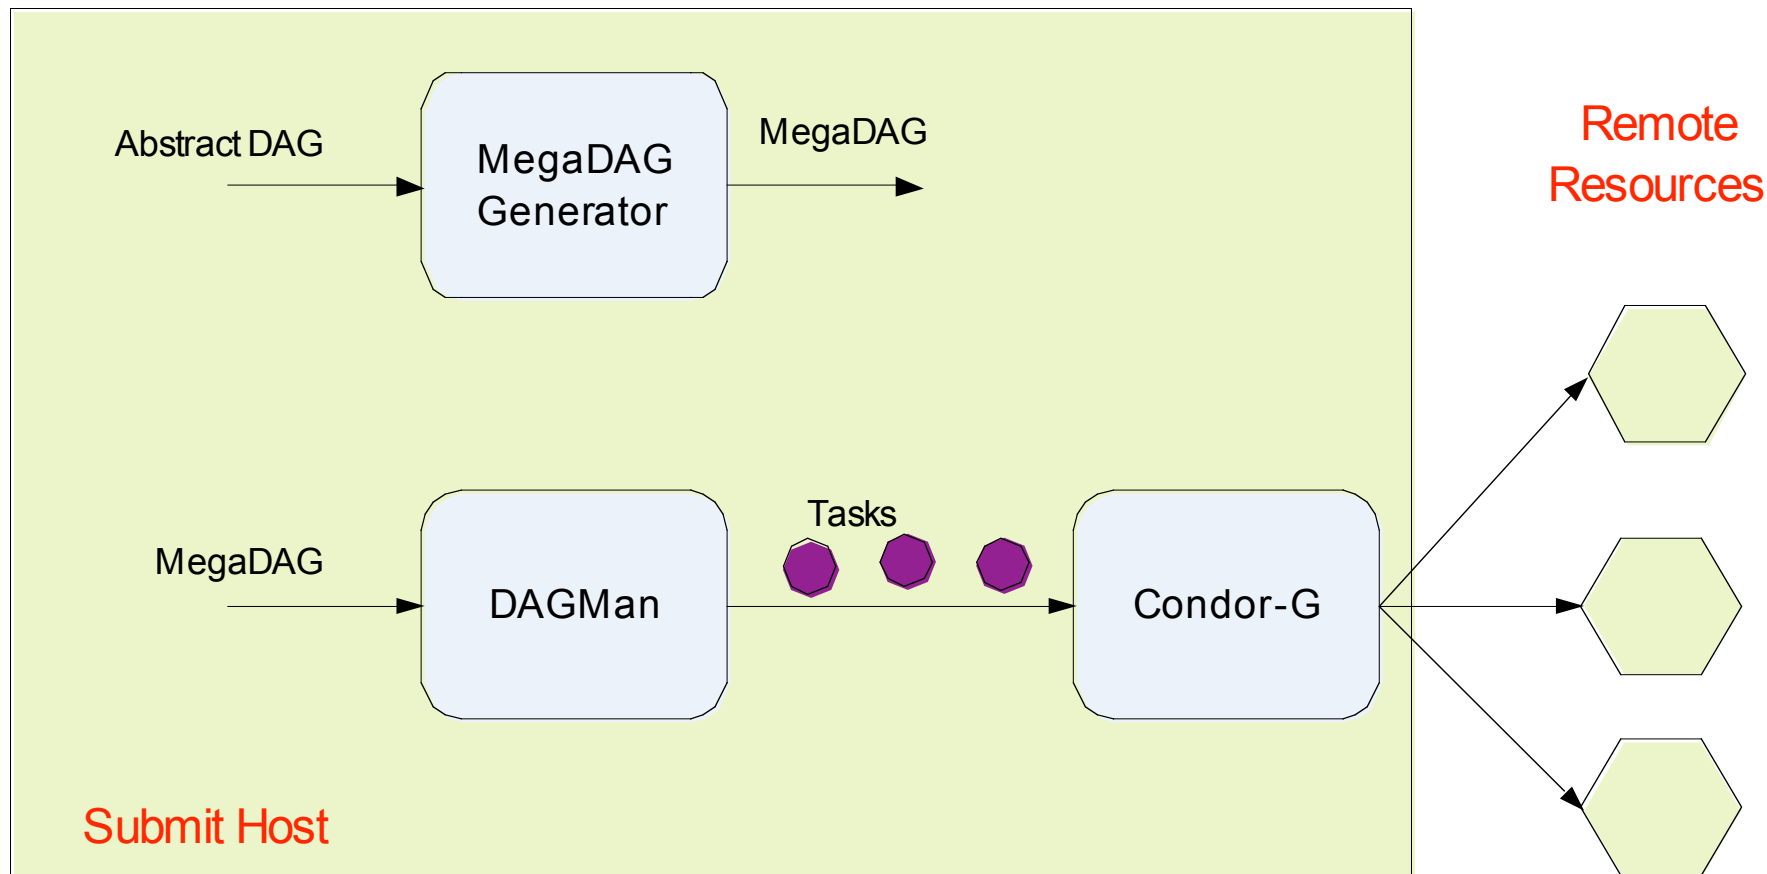 Abstract DAG
MegaDAG
Generator
MegaDAG
Remote
Resources
MegaDAG
DAGMan
Tasks
Condor-G
Submit Host